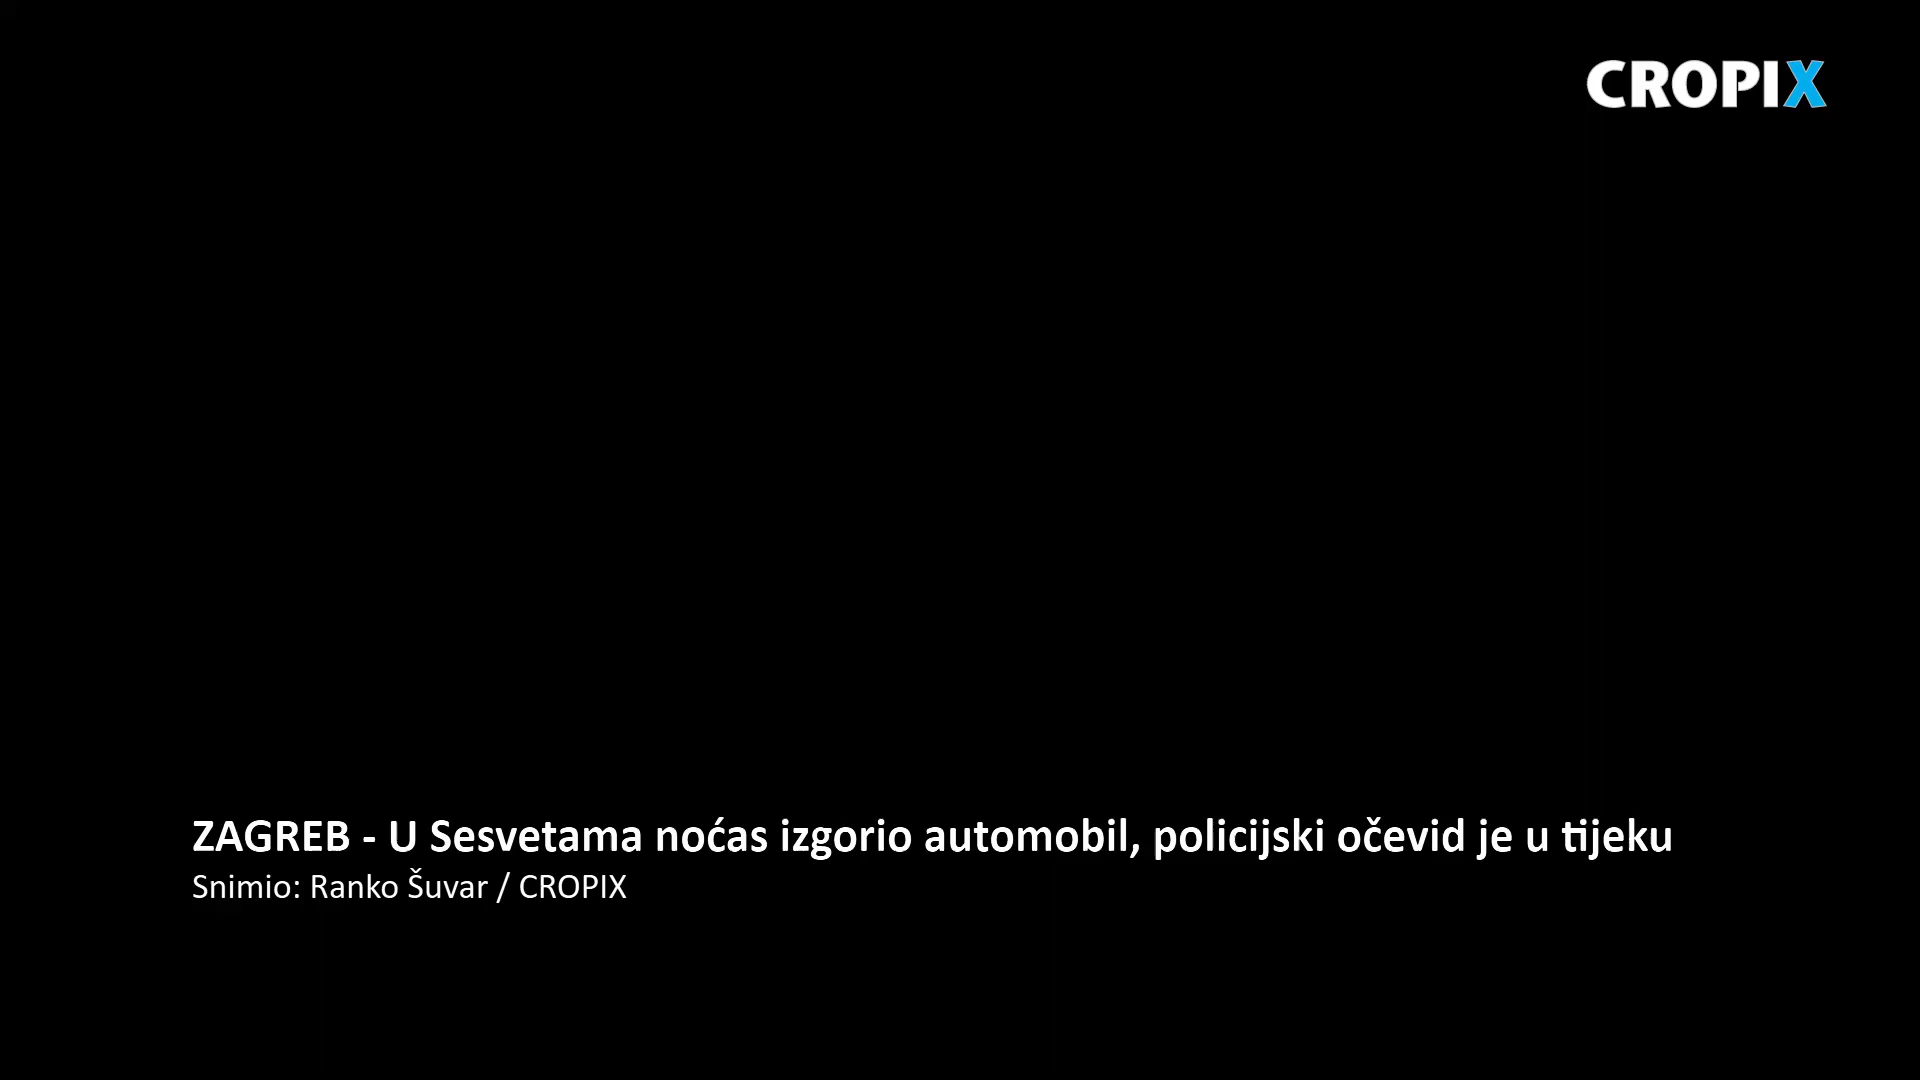 CROPIX
ZAGREB - U Sesvetama noćas izgorio automobil, policijski očevid je u tijeku
Snimio: Ranko Šuvar / CROPIX